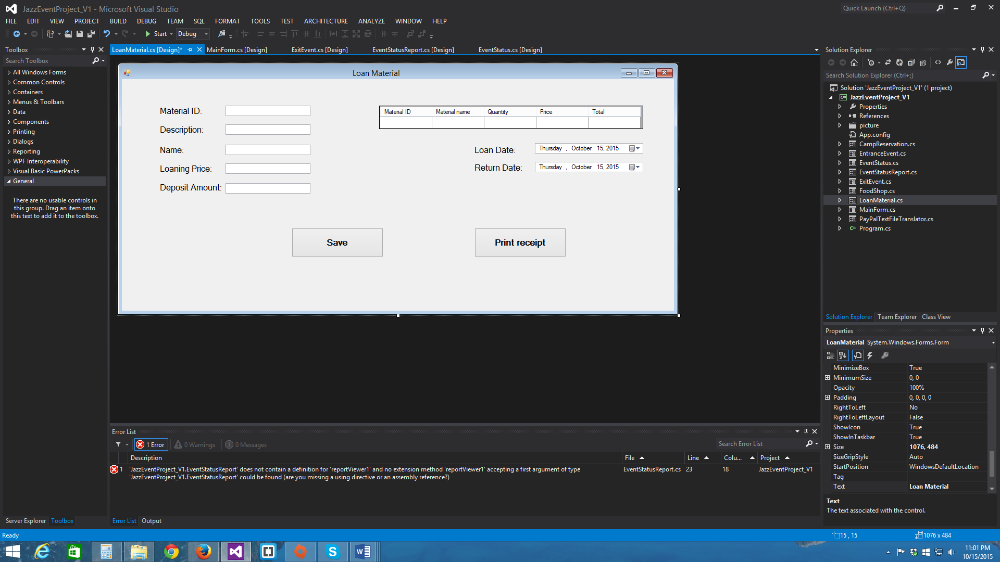 JazzEventProject_V1 - Microsoft Visual Studio
Quick Launch (Ctrl+Q)
FILE EDIT VIEW PROJECT BUILD DEBUG TEAM SQL FORMAT TOOLS TEST ARCHITECTURE ANALYZE WINDOW HELP
Start Debug
Toolbox
Search Toolbox
All Windows Forms
Common Controls
Containers
Menus & Toolbars
Data
Components
Printing
Dialogs
Reporting
WPF Interoperability
Visual Basic PowerPacks
General
There are no usable controls in
this group. Drag an item onto
this text to add it to the toolbox.
Server Explorer Toolbox
LoanMaterial.cs [Design]* MainForm.cs [Design] ExitEvent.cs [Design] EventStatusReport.cs [Design] EventStatus.cs [Design]
Loan Material
Material ID:
Description:
Name:
Loaning Price:
Deposit Amount:
Material ID Material name Quantity Price Total
Loan Date: Thursday , October 15, 2015
Return Date: Thursday , October 15, 2015
Save Print receipt
Error List
1 Error 0 Warnings 0 Messages
Search Error List
Description File Line Colu... Project
1 'JazzEventProject_V1.EventStatusReport' does not contain a definition for 'reportViewer1' and no extension method 'reportViewer1' accepting a first argument of type EventStatusReport.cs 23 18 JazzEventProject_V1
'JazzEventProject_V1.EventStatusReport' could be found (are you missing a using directive or an assembly reference?)
Error List Output
Solution Explorer
Search Solution Explorer (Ctrl+;)
Solution 'JazzEventProject_V1' (1 project)
C# JazzEventProject_V1
Properties
References
picture
App.config
CampReservation.cs
EntranceEvent.cs
EventStatus.cs
EventStatusReport.cs
ExitEvent.cs
FoodShop.cs
LoanMaterial.cs
MainForm.cs
PayPalTextFileTranslator.cs
C# Program.cs
Solution Explorer Team Explorer Class View
Properties
LoanMaterial System.Windows.Forms.Form
MinimizeBox True
MinimumSize 0, 0
Opacity 100%
Padding 0, 0, 0, 0
RightToLeft No
RightToLeftLayout False
ShowIcon True
ShowInTaskbar True
Size 1076, 484
SizeGripStyle Auto
StartPosition WindowsDefaultLocation
Tag
Text Loan Material
Text
The text associated with the control.
Ready 15 , 15 1076 x 484
11:01 PM
10/15/2015